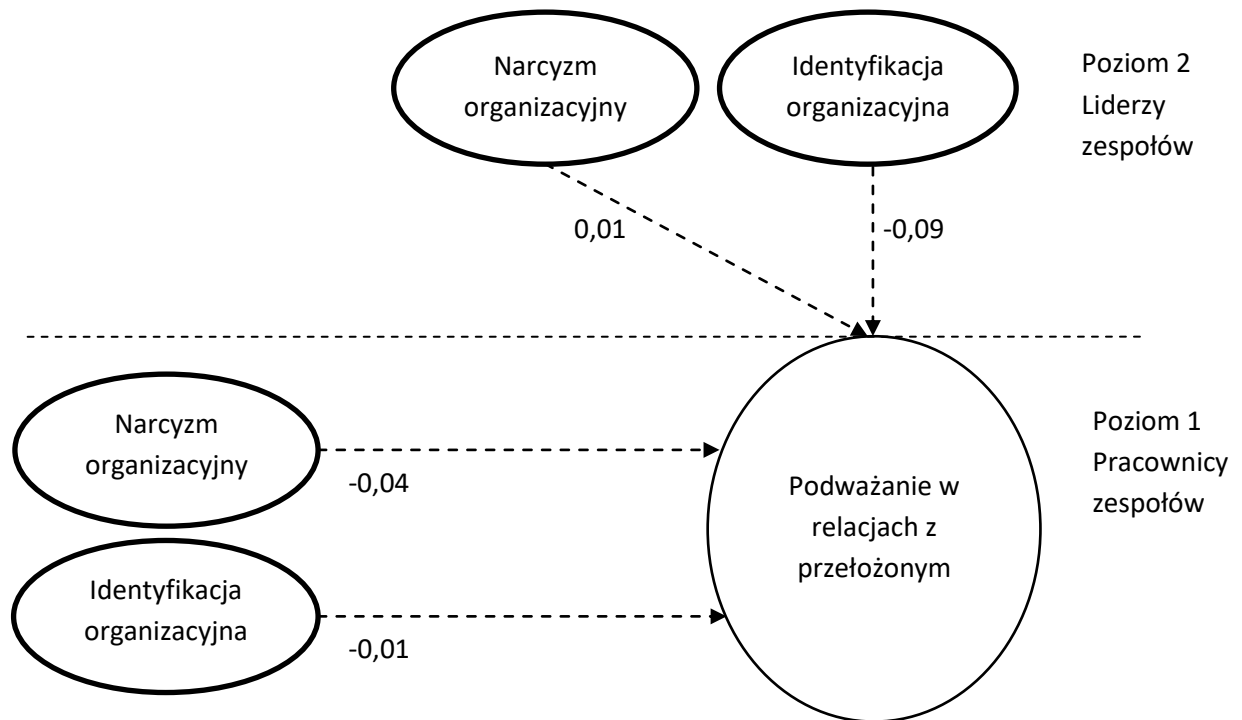 Narcyzm
organizacyjny
Identyfikacja
organizacyjna
Poziom 2
Liderzy
zespołów
0,01
-0,09
Narcyzm
organizacyjny
-0,04
Identyfikacja
organizacyjna
-0,01
Podważanie w
relacjach z
przełożonym
Poziom 1
Pracownicy
zespołów